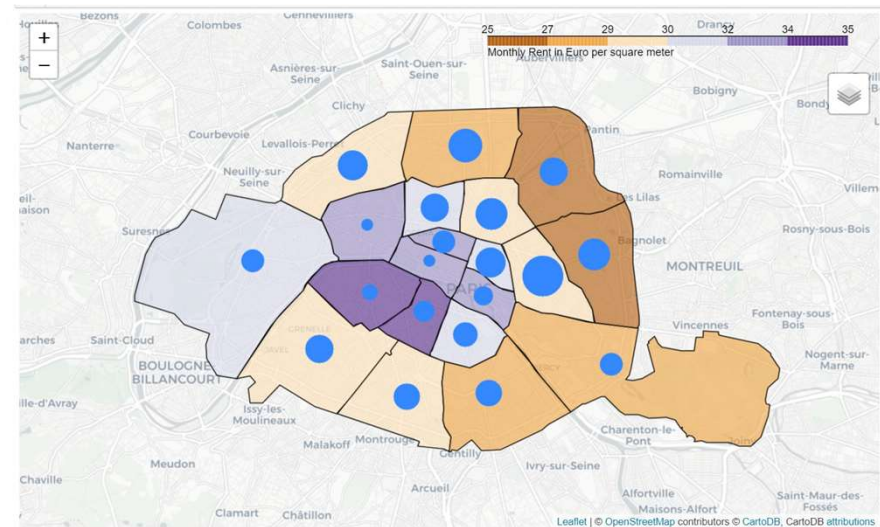 Bezons
Colombes
Gennevilliers
Drancy
+
−
25 27 29 30 32 34 35
Monthly Rent in Euro per square meter
Aubervilliers
Asnières-sur-
Seine
Saint-Ouen-sur-
Seine
Bobigny
Clichy
Courbevoie
Levallois-Perret
Pantin
Nanterre
Neuilly-sur-
Seine
Romainville
Les Lilas
Suresnes
Rosny-sous-Bois
Bagnolet
MONTREUIL
PARIS
Fontenay-sous-
Bois
Vincennes
GRENELLE
JAVEL
Saint-Cloud
Nogent-sur-
Marne
BERCY
BOULOGNE
BILLANCOURT
Issy-les-
Moulineaux
Malakoff
Montrouge
Gentilly
Charenton-le-
Pont
Ivry-sur-Seine
Meudon
Arcueil
Alfortville
Chaville
Clamart
Châtillon
Maisons-Alfort
Saint-Maur-des-
Fossés
Leaflet | © OpenStreetMap contributors © CartoDB, CartoDB attributions